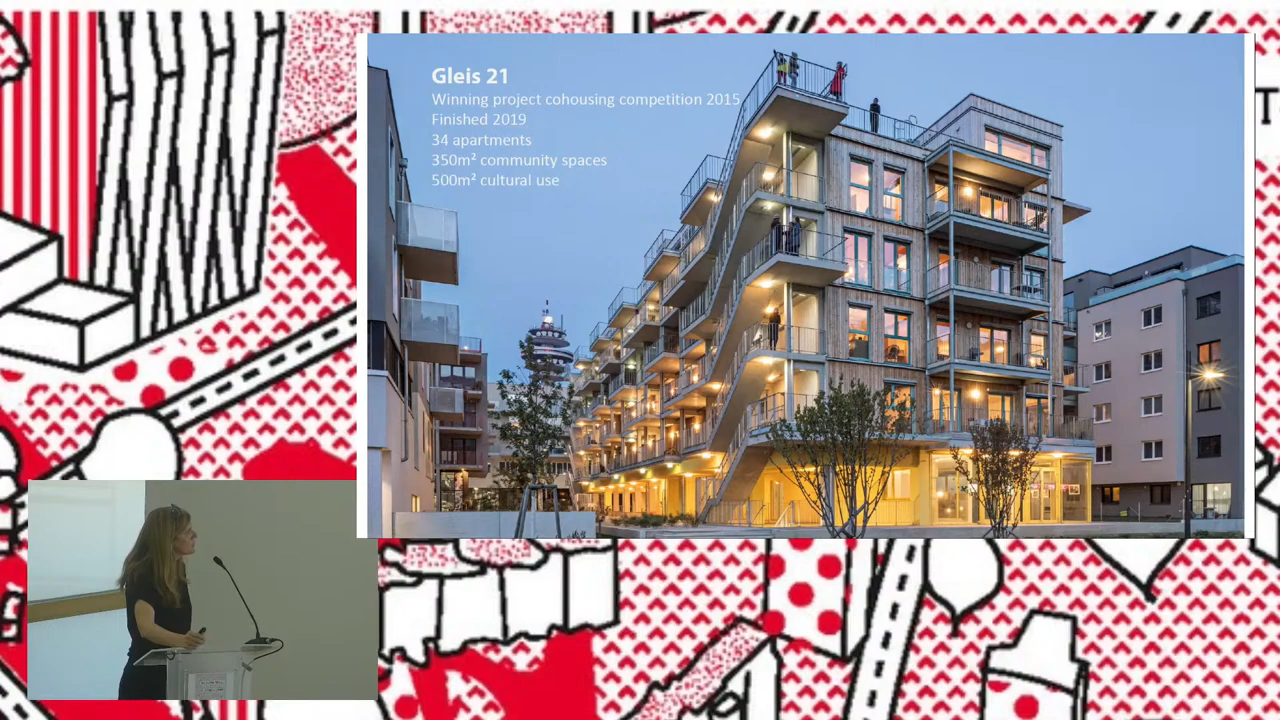 Gleis 21
Winning project cohousing competition 2015
Finished 2019
34 apartments
350m² community spaces
500m² cultural use
T